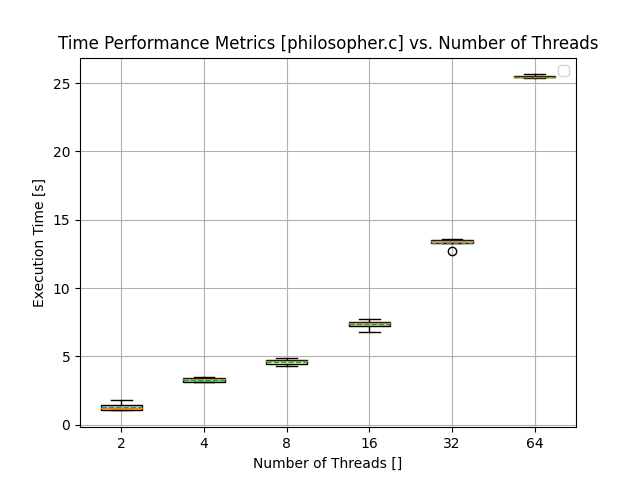 Time Performance Metrics [philosopher.c] vs. Number of Threads
25
20
15
10
5
0
Execution Time [s]
2 4 8 16 32 64
Number of Threads []